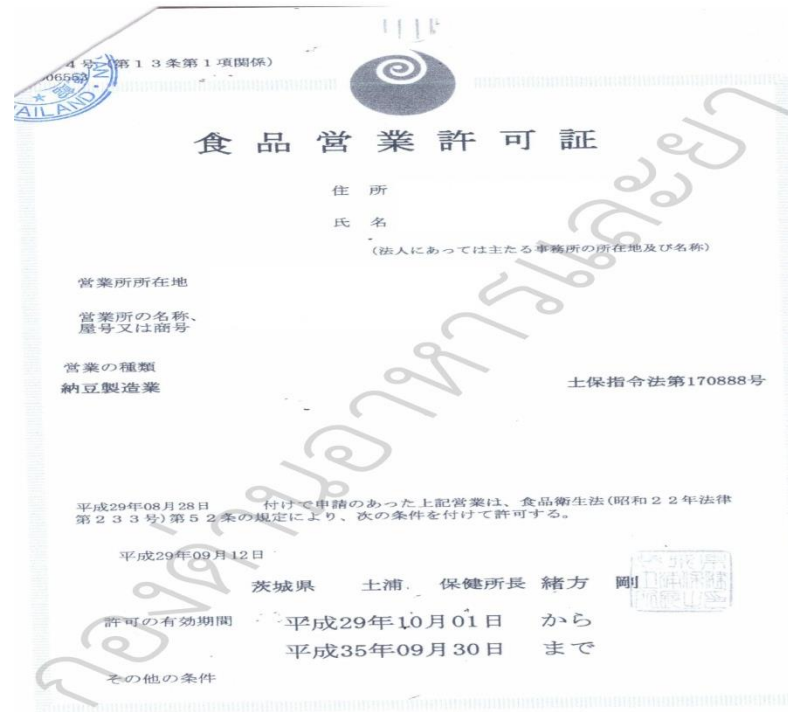 4号(第13条第1項関係)
06553
AILAND
食品営業許可証
住所
氏名
(法人にあっては主たる事務所の所在地及び名称)
営業所所在地
営業所の名称、
屋号又は商号
営業の種類
納豆製造業
土保指令法第170888号
平成29年08月28日 付けで申請のあった上記営業は、食品衛生法(昭和22年法律
第233号)第52条の規定により、次の条件を付けて許可する。
平成29年09月12日
茨城県 土浦 保健所長 緒方 剛
許可の有効期間 平成29年10月01日 から
平成35年09月30日 まで
その他の条件
กองด่านอาหารและยา